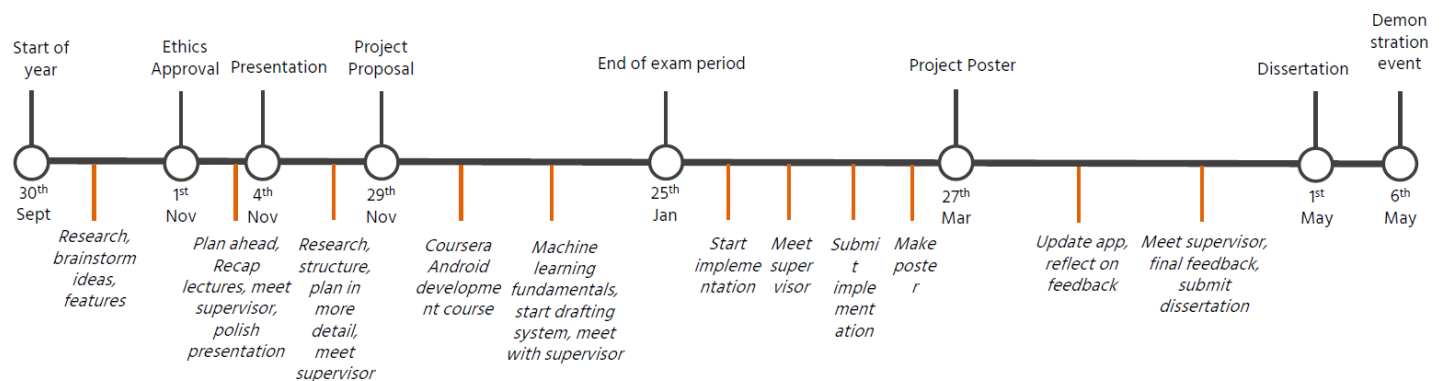 Start of
year
Ethics
Approval
Presentation
Project
Proposal
End of exam period
Project Poster
Dissertation
Demon
stration
event
30th
Sept
1st
Nov
4th
Nov
29th
Nov
25th
Jan
27th
Mar
1st
May
6th
May
Research,
brainstorm
ideas,
features
Plan ahead,
Recap
lectures, meet
supervisor,
polish
presentation
Research,
structure,
plan in
more
detail,
meet
supervisor
Coursera
Android
developme
nt course
Machine
learning
fundamentals,
start drafting
system, meet
with supervisor
Start
impleme
ntation
Meet
super
visor
Submi
t
imple
ment
ation
Make
poste
r
Update app,
reflect on
feedback
Meet supervisor,
final feedback,
submit
dissertation